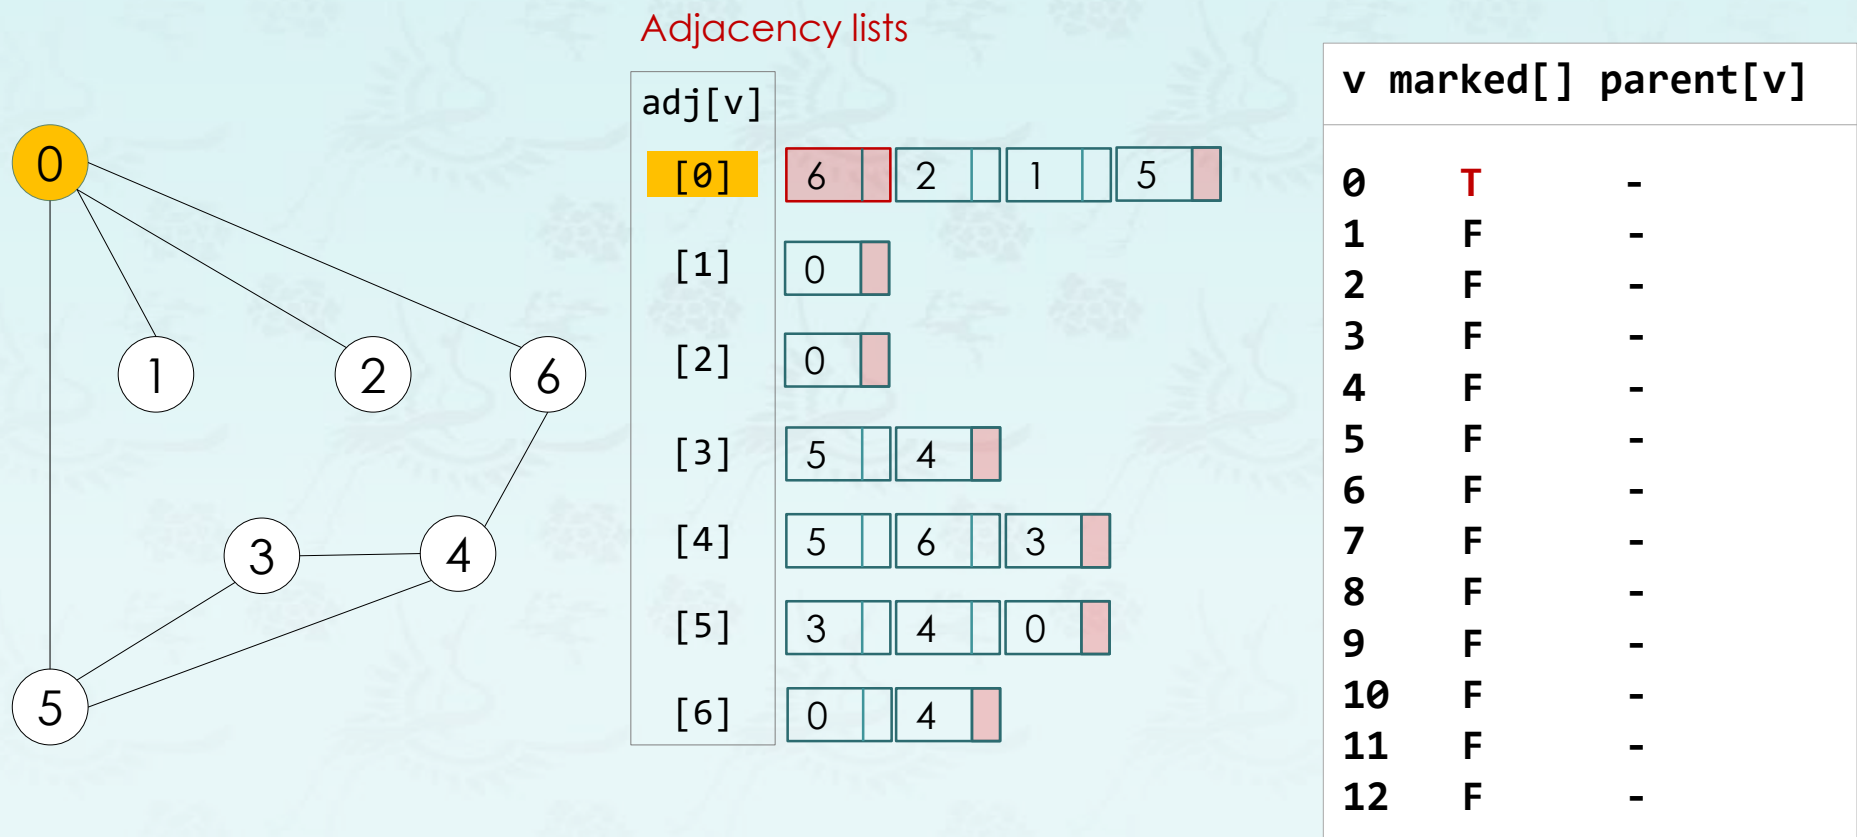 Adjacency lists
adj[v]
[0] 6 2 1 5
[1] 0
[2] 0
[3] 5 4
[4] 5 6 3
[5] 3 4 0
[6] 0 4
0
1 2 6
3 4
5
v marked[] parent[v]
0 T -
1 F -
2 F -
3 F -
4 F -
5 F -
6 F -
7 F -
8 F -
9 F -
10 F -
11 F -
12 F -